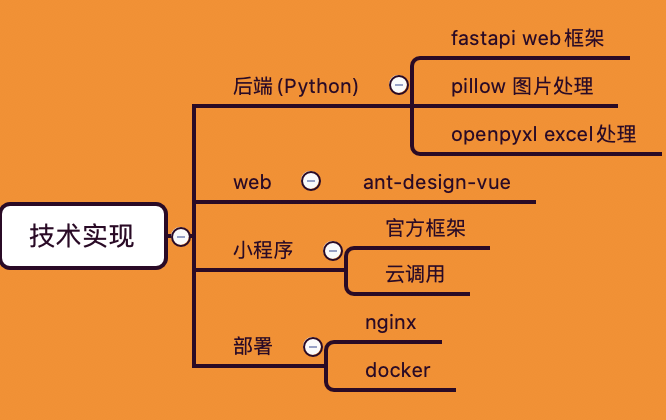 技术实现
后端(Python)
fastapi web框架
pillow 图片处理
openpyxl excel处理
web
ant-design-vue
小程序
官方框架
云调用
部署
nginx
docker